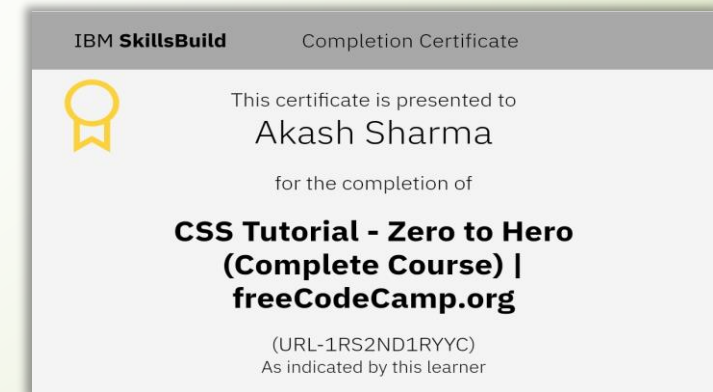 IBM SkillsBuild Completion Certificate
This certificate is presented to
Akash Sharma
for the completion of
CSS Tutorial - Zero to Hero
(Complete Course) |
freeCodeCamp.org
(URL-1RS2ND1RYYC)
As indicated by this learner